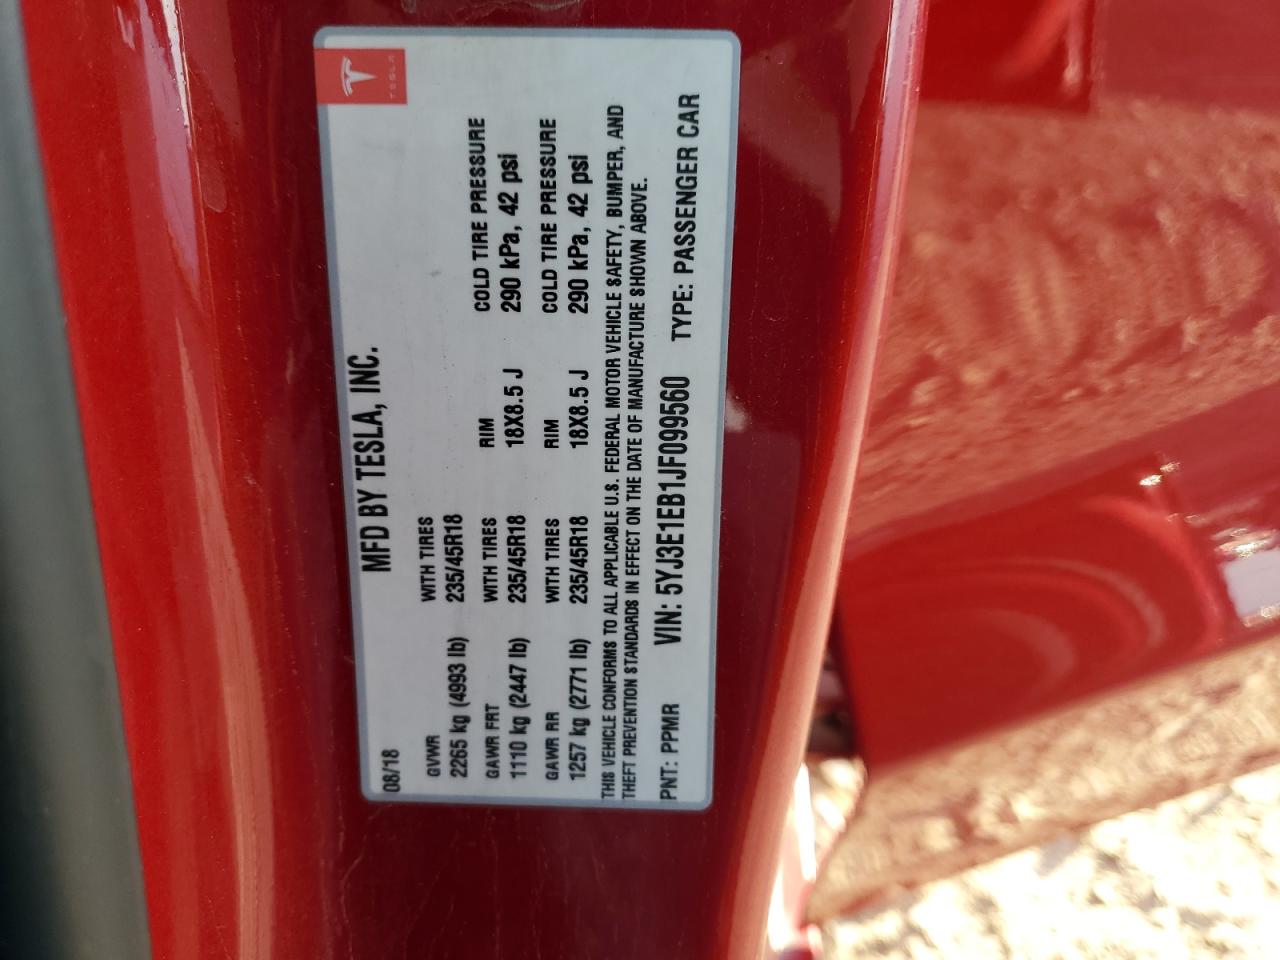 TESLA
MFD BY TESLA, INC.
08/18
GVWR WITH TIRES
2265 kg (4993 lb) 235/45R18
GAWR FRT WITH TIRES RIM COLD TIRE PRESSURE
1110 kg (2447 lb) 235/45R18 18X8.5 J 290 kPa, 42 psi
GAWR RR WITH TIRES RIM COLD TIRE PRESSURE
1257 kg (2771 lb) 235/45R18 18X8.5 J 290 kPa, 42 psi
THIS VEHICLE CONFORMS TO ALL APPLICABLE U.S. FEDERAL MOTOR VEHICLE SAFETY, BUMPER, AND
THEFT PREVENTION STANDARDS IN EFFECT ON THE DATE OF MANUFACTURE SHOWN ABOVE.
PNT: PPMR VIN: 5YJ3E1EB1JF099560 TYPE: PASSENGER CAR